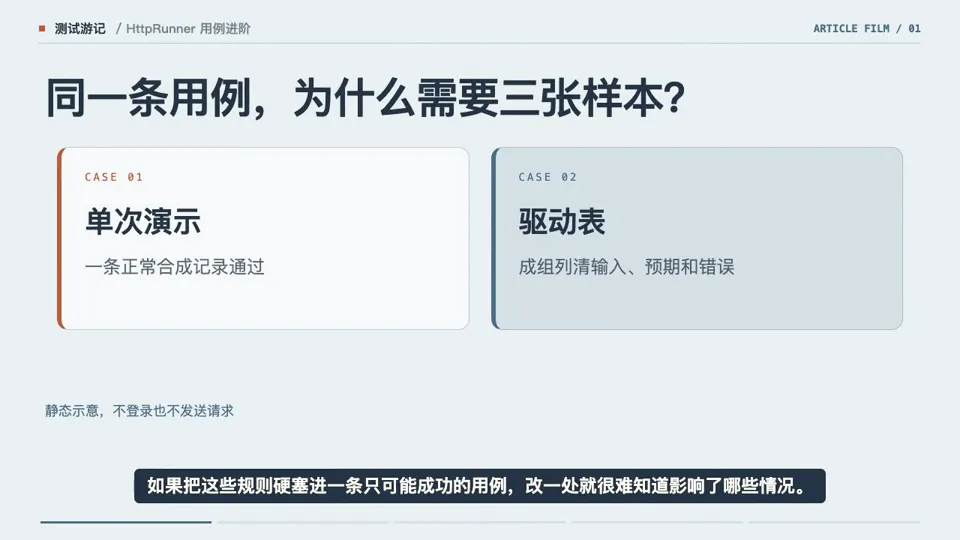 测试游记 / HttpRunner 用例进阶
ARTICLE FILM / 01
同一条用例，为什么需要三张样本？
CASE 01
单次演示
一条正常合成记录通过
CASE 02
驱动表
成组列清输入、预期和错误
静态示意，不登录也不发送请求
如果把这些规则硬塞进一条只可能成功的用例，改一处就很难知道影响了哪些情况。